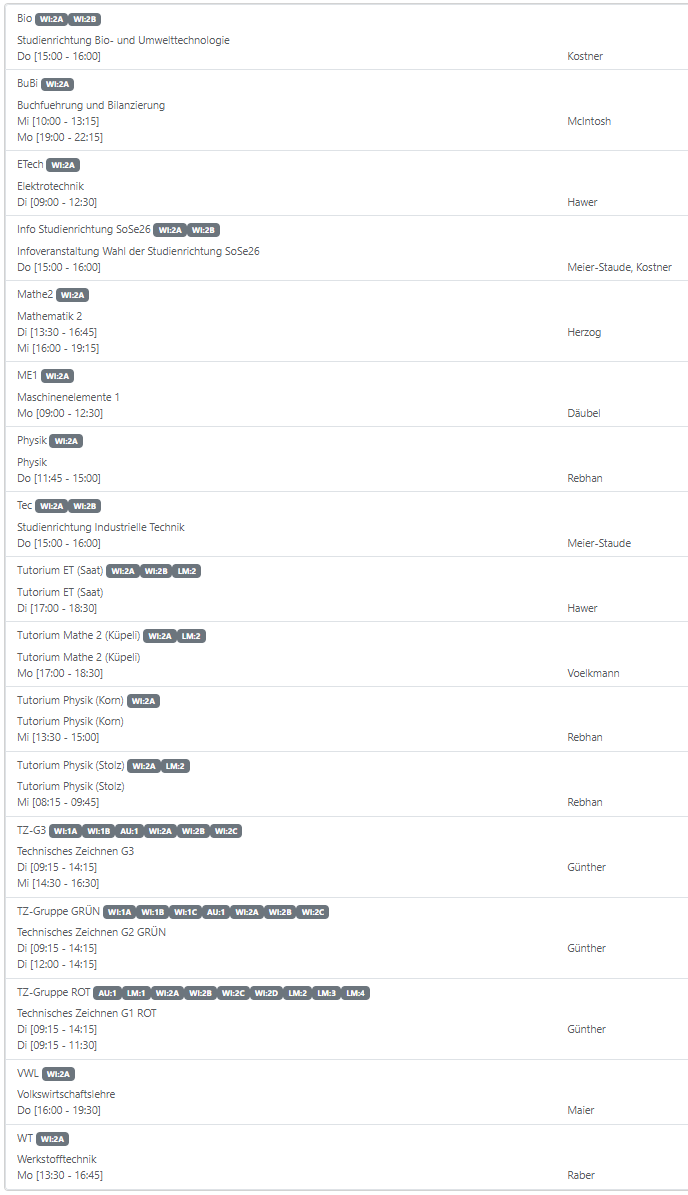 Bio WI:2A WI:2B
Studienrichtung Bio- und Umwelttechnologie
Do [15:00 - 16:00] Kostner
BuBi WI:2A
Buchfuehrung und Bilanzierung
Mi [10:00 - 13:15] McIntosh
Mo [19:00 - 22:15]
ETech WI:2A
Elektrotechnik
Di [09:00 - 12:30] Hawer
Info Studienrichtung SoSe26 WI:2A WI:2B
Infoveranstaltung Wahl der Studienrichtung SoSe26
Do [15:00 - 16:00] Meier-Staude, Kostner
Mathe2 WI:2A
Mathematik 2
Di [13:30 - 16:45] Herzog
Mi [16:00 - 19:15]
ME1 WI:2A
Maschinenelemente 1
Mo [09:00 - 12:30] Däubel
Physik WI:2A
Physik
Do [11:45 - 15:00] Rebhan
Tec WI:2A WI:2B
Studienrichtung Industrielle Technik
Do [15:00 - 16:00] Meier-Staude
Tutorium ET (Saat) WI:2A WI:2B LM:2
Tutorium ET (Saat)
Di [17:00 - 18:30] Hawer
Tutorium Mathe 2 (Küpeli) WI:2A LM:2
Tutorium Mathe 2 (Küpeli)
Mo [17:00 - 18:30] Voelkmann
Tutorium Physik (Korn) WI:2A
Tutorium Physik (Korn)
Mi [13:30 - 15:00] Rebhan
Tutorium Physik (Stolz) WI:2A LM:2
Tutorium Physik (Stolz)
Mi [08:15 - 09:45] Rebhan
TZ-G3 WI:1A WI:1B AU:1 WI:2A WI:2B WI:2C
Technisches Zeichnen G3
Di [09:15 - 14:15] Günther
Mi [14:30 - 16:30]
TZ-Gruppe GRÜN WI:1A WI:1B WI:1C AU:1 WI:2A WI:2B WI:2C
Technisches Zeichnen G2 GRÜN
Di [09:15 - 14:15] Günther
Di [12:00 - 14:15]
TZ-Gruppe ROT AU:1 LM:1 WI:2A WI:2B WI:2C WI:2D LM:2 LM:3 LM:4
Technisches Zeichnen G1 ROT
Di [09:15 - 14:15] Günther
Di [09:15 - 11:30]
VWL WI:2A
Volkswirtschaftslehre
Do [16:00 - 19:30] Maier
WT WI:2A
Werkstofftechnik
Mo [13:30 - 16:45] Raber